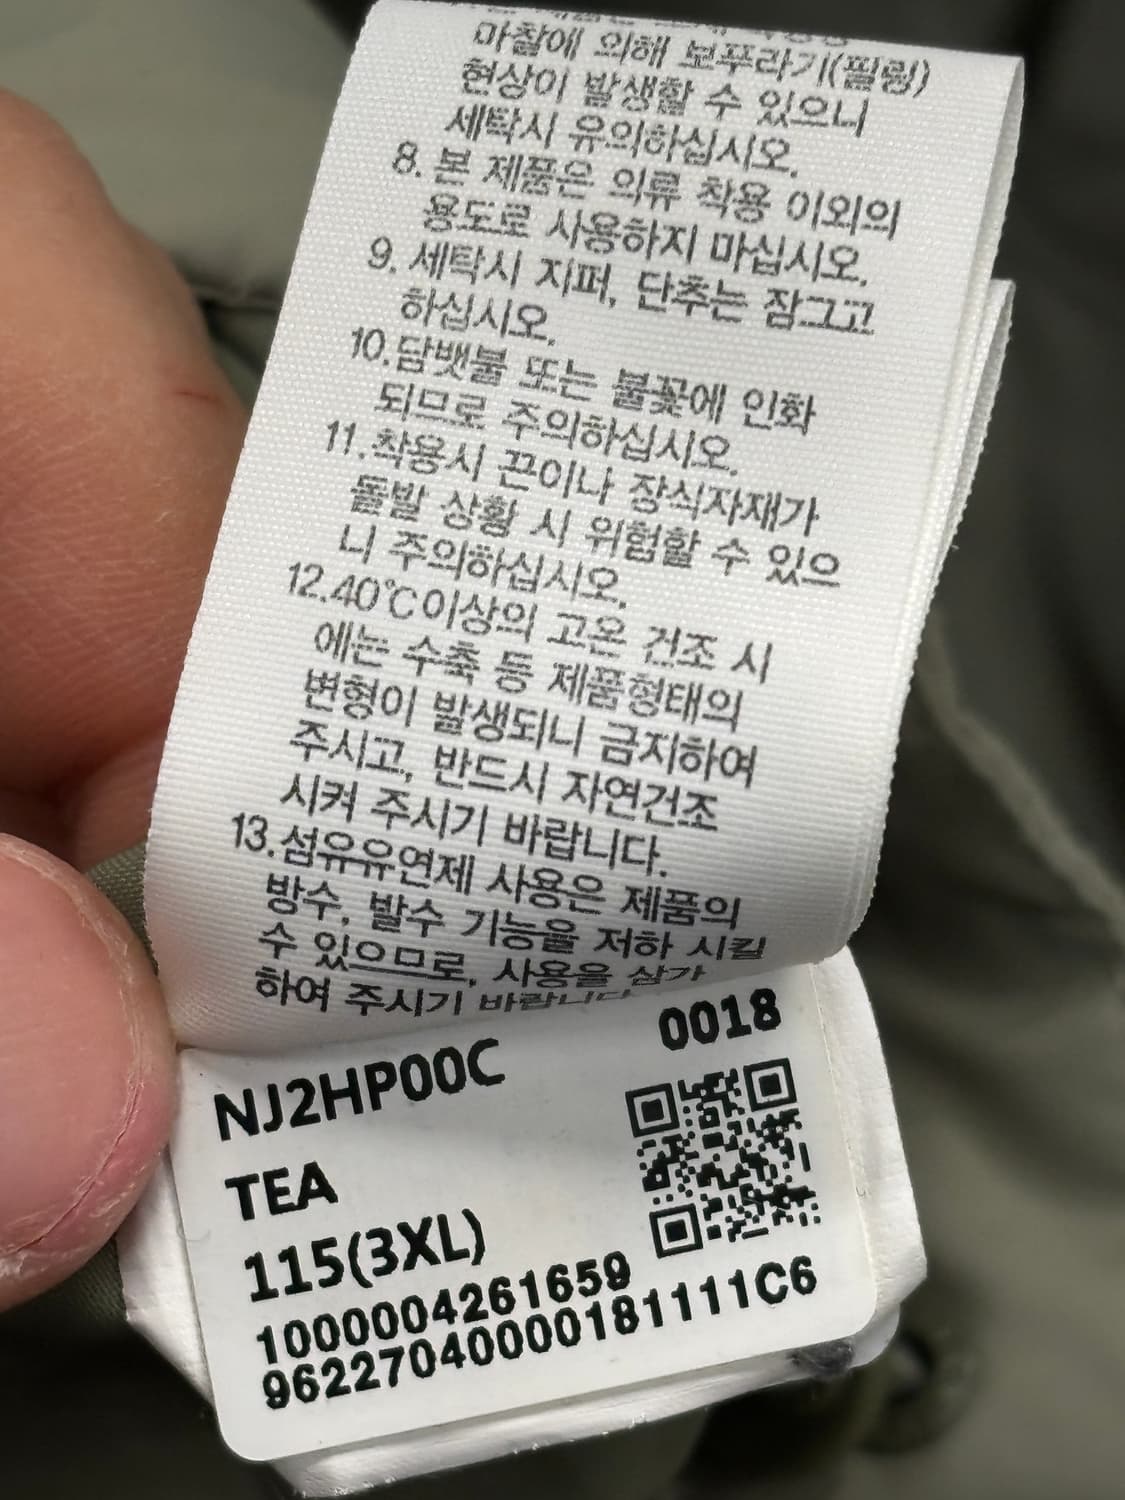 마찰에 의해 보푸라기(필링)
현상이 발생할 수 있으니
세탁시 유의하십시오.
8. 본 제품은 의류 착용 이외의
용도로 사용하지 마십시오.
9. 세탁시 지퍼, 단추는 잠그고
하십시오.
10.담뱃불 또는 불꽃에 인화
되므로 주의하십시오.
11.착용시 끈이나 장식자재가
돌발 상황 시 위험할 수 있으
니 주의하십시오.
12.40℃이상의 고온 건조 시
에는 수축 등 제품형태의
변형이 발생되니 금지하여
주시고, 반드시 자연건조
시켜 주시기 바랍니다.
13.섬유유연제 사용은 제품의
방수, 발수 기능을 저하 시킬
수 있으므로, 사용을 삼가
하여 주시기 바랍니다
NJ2HP00C 0018
TEA
115(3XL)
1000004261659
96227040000181111C6